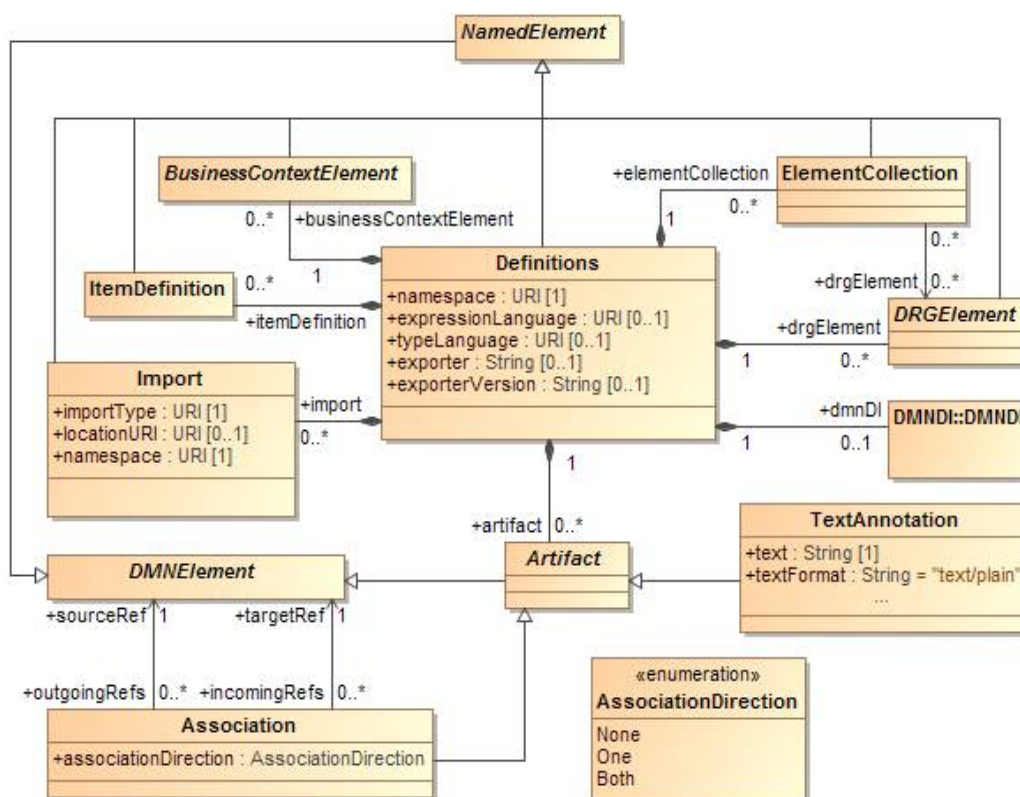 NamedElement
BusinessContextElement
+elementCollection
ElementCollection
0..*
+businessContextElement
1
0..*
0..*
1
Definitions
+drgElement
0..*
ItemDefinition
0..*
+itemDefinition
+namespace : URI [1]
+expressionLanguage : URI [0..1]
+typeLanguage : URI [0..1]
+exporter : String [0..1]
+exporterVersion : String [0..1]
+drgElement
1
0..*
DRGElement
Import
+importType : URI [1]
+locationURI : URI [0..1]
+namespace : URI [1]
+import
0..*
+dmnDI
1
0..1
DMNDI::DMNDI
1
+artifact
0..*
TextAnnotation
+text : String [1]
+textFormat : String = "text/plain"
...
DMNElement
Artifact
+sourceRef
1
+targetRef
1
+outgoingRefs
0..*
+incomingRefs
0..*
Association
+associationDirection : AssociationDirection
«enumeration»
AssociationDirection
None
One
Both